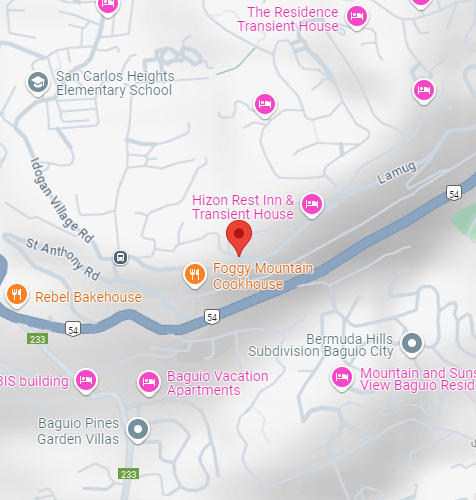 The Residence
Transient House
San Carlos Heights
Elementary School
Idogan Village Rd
Lamug
54
Hizon Rest Inn &
Transient House
St Anthony Rd
Foggy Mountain
Cookhouse
Rebel Bakehouse
54
54
233
Bermuda Hills
Subdivision Baguio City
BIS building
Baguio Vacation
Apartments
Mountain and Suns
View Baguio Resid
Baguio Pines
Garden Villas
233